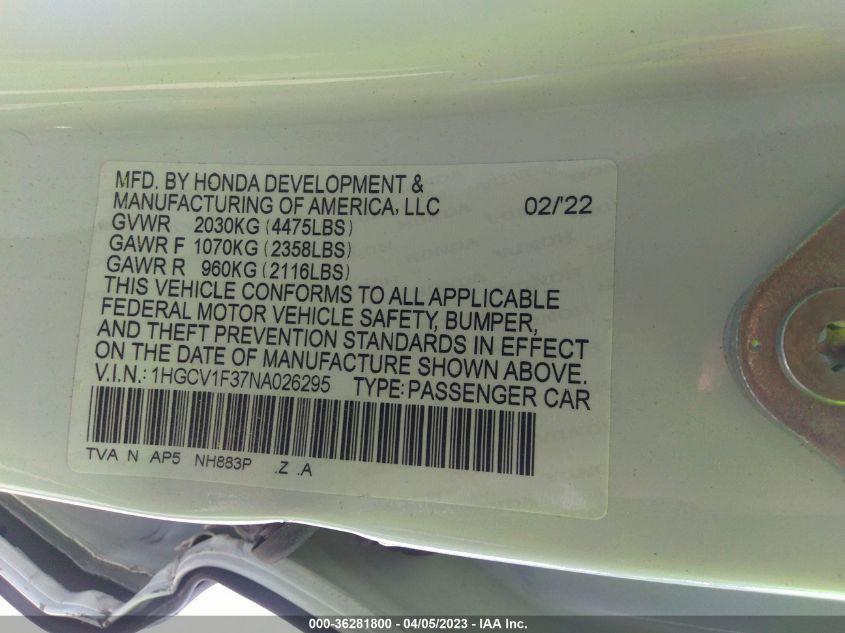 MFD. BY HONDA DEVELOPMENT &
MANUFACTURING OF AMERICA, LLC 02/'22
GVWR 2030KG (4475LBS)
GAWR F 1070KG (2358LBS)
GAWR R 960KG (2116LBS)
THIS VEHICLE CONFORMS TO ALL APPLICABLE
FEDERAL MOTOR VEHICLE SAFETY, BUMPER,
AND THEFT PREVENTION STANDARDS IN EFFECT
ON THE DATE OF MANUFACTURE SHOWN ABOVE.
V.I.N.: 1HGCV1F37NA026295 TYPE: PASSENGER CAR
TVA N AP5 NH883P .Z .A
000-36281800 - 04/05/2023 - © IAA Inc.